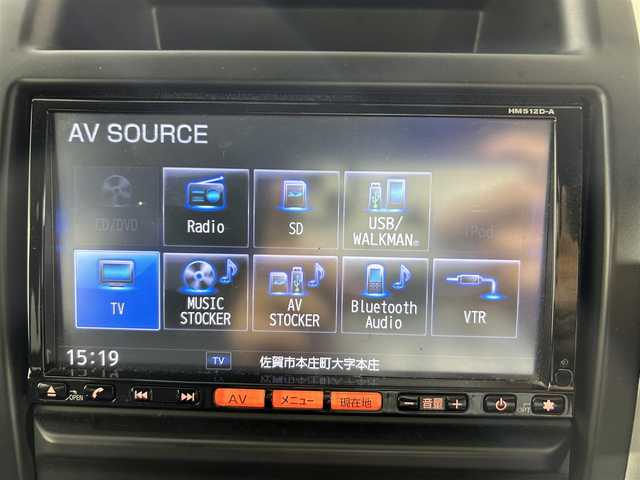 HM512D-A
AV SOURCE
CD/DVD
Radio
SD
USB/
WALKMAN®
iPod
TV
MUSIC
STOCKER
AV
STOCKER
Bluetooth
Audio
VTR
15:19
TV
佐賀市本庄町大字本庄
OPEN
AV
メニュー
現在地
音量
OPT